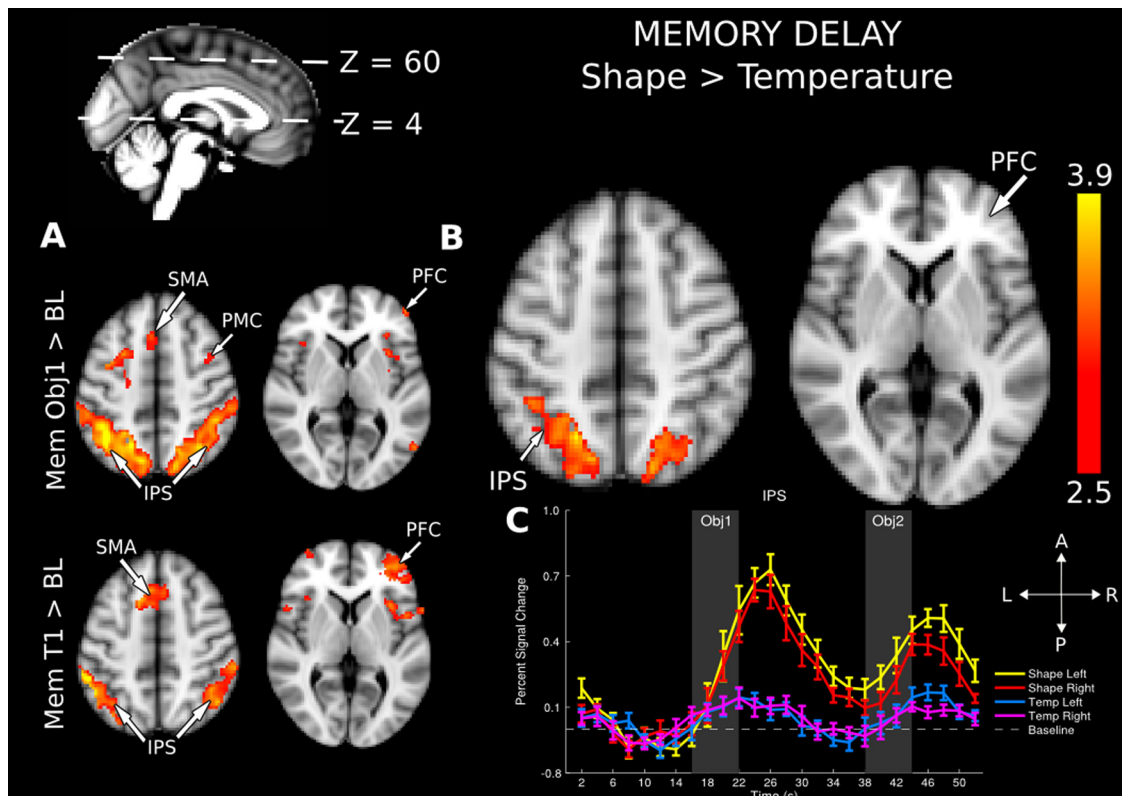 MEMORY DELAY
Shape > Temperature
Z = 60
Z = 4
A
Mem Obj1 > BL
SMA
PMC
PFC
IPS
Mem T1 > BL
SMA
PFC
IPS
B
PFC
IPS
3.9
2.5
C
IPS
Obj1
Obj2
Percent Signal Change
1.0
0.7
0.4
0.1
-0.8
2 6 10 14 18 22 26 30 34 38 42 46 50
Time (s)
A
L R
P
Shape Left
Shape Right
Temp Left
Temp Right
Baseline